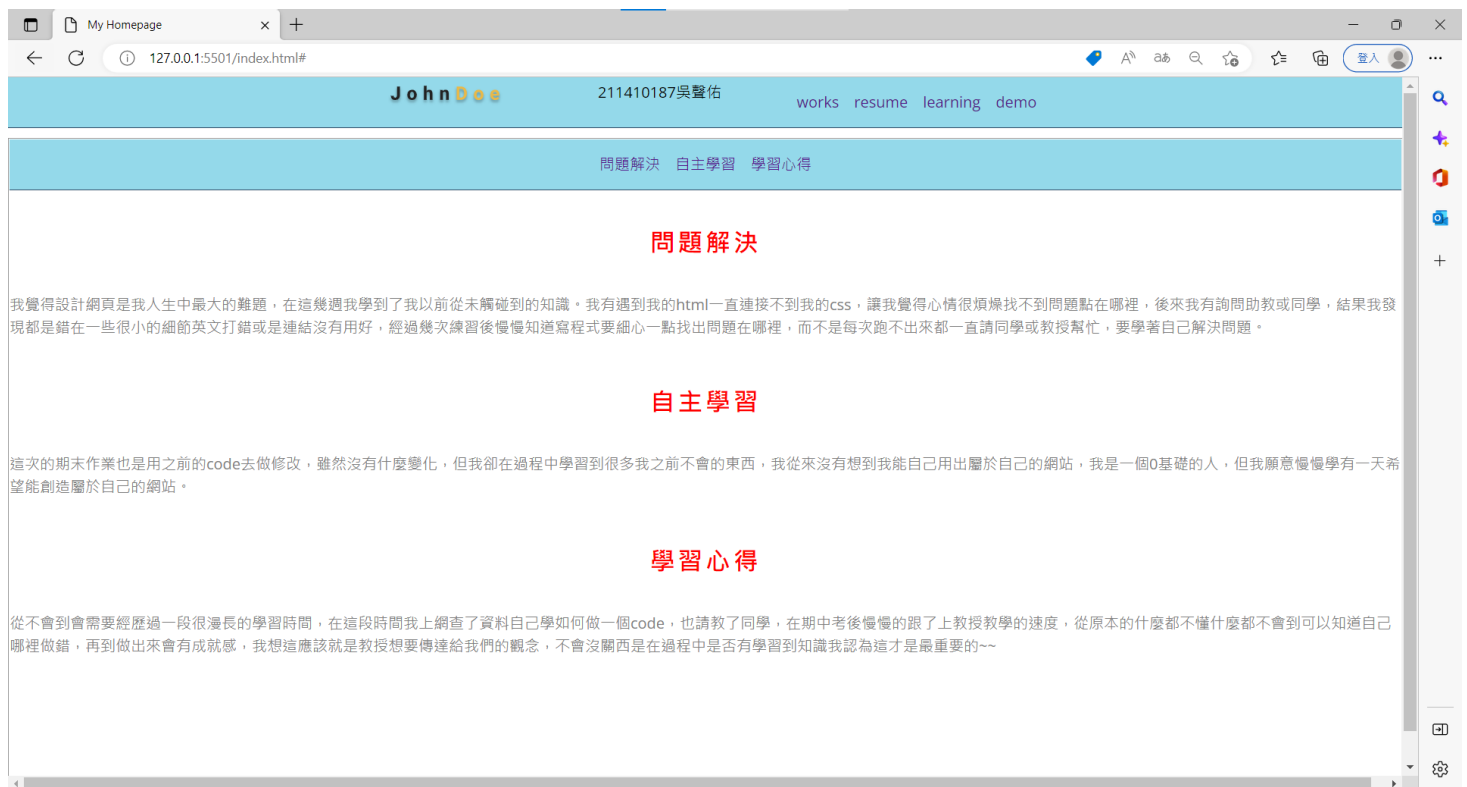 My Homepage
127.0.0.1:5501/index.html#
登入
JohnDoe 211410187吳聲佑 works resume learning demo
問題解決 自主學習 學習心得
問題解決
我覺得設計網頁是我人生中最大的難題，在這幾週我學到了我以前從未觸碰到的知識。我有遇到我的html一直連接不到我的css，讓我覺得心情很煩燥找不到問題點在哪裡，後來我有詢問助教或同學，結果我發
現都是錯在一些很小的細節英文打錯或是連結沒有用好，經過幾次練習後慢慢知道寫程式要細心一點找出問題在哪裡，而不是每次跑不出來都一直請同學或教授幫忙，要學著自己解決問題。
自主學習
這次的期末作業也是用之前的code去做修改，雖然沒有什麼變化，但我卻在過程中學習到很多我之前不會的東西，我從來沒有想到我能自己用出屬於自己的網站，我是一個0基礎的人，但我願意慢慢學有一天希
望能創造屬於自己的網站。
學習心得
從不會到會需要經歷過一段很漫長的學習時間，在這段時間我上網查了資料自己學如何做一個code，也請教了同學，在期中考後慢慢的跟了上教授教學的速度，從原本的什麼都不懂什麼都不會到可以知道自己
哪裡做錯，再到做出來會有成就感，我想這應該就是教授想要傳達給我們的觀念，不會沒關西是在過程中是否有學習到知識我認為這才是最重要的~~